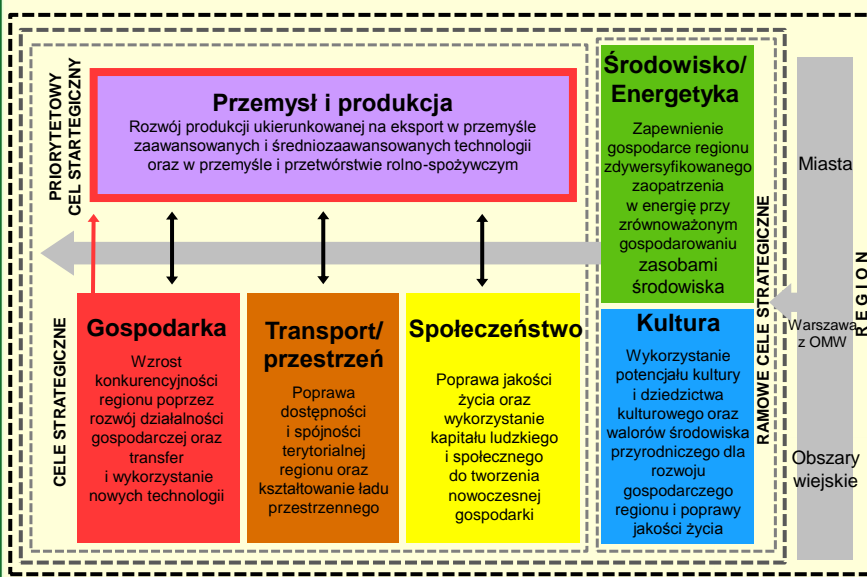 PRIORYTETOWY
CEL STARTEGICZNY
Przemysł i produkcja
Rozwój produkcji ukierunkowanej na eksport w przemyśle
zaawansowanych i średniozaawansowanych technologii
oraz w przemyśle i przetwórstwie rolno-spożywczym
CELE STRATEGICZNE
Gospodarka
Wzrost
konkurencyjności
regionu poprzez
rozwój działalności
gospodarczej oraz
transfer
i wykorzystanie
nowych technologii
Transport/
przestrzeń
Poprawa
dostępności
i spójności
terytorialnej
regionu oraz
kształtowanie ładu
przestrzennego
Społeczeństwo
Poprawa jakości
życia oraz
wykorzystanie
kapitału ludzkiego
i społecznego
do tworzenia
nowoczesnej
gospodarki
Środowisko/
Energetyka
Zapewnienie
gospodarce regionu
zdywersyfikowanego
zaopatrzenia
w energię przy
zrównoważonym
gospodarowaniu
zasobami
środowiska
Kultura
Wykorzystanie
potencjału kultury
i dziedzictwa
kulturowego oraz
walorów środowiska
przyrodniczego dla
rozwoju
gospodarczego
regionu i poprawy
jakości życia
RAMOWE CELE STRATEGICZNE
Miasta
Warszawa
z OMW
Obszary
wiejskie
REGION